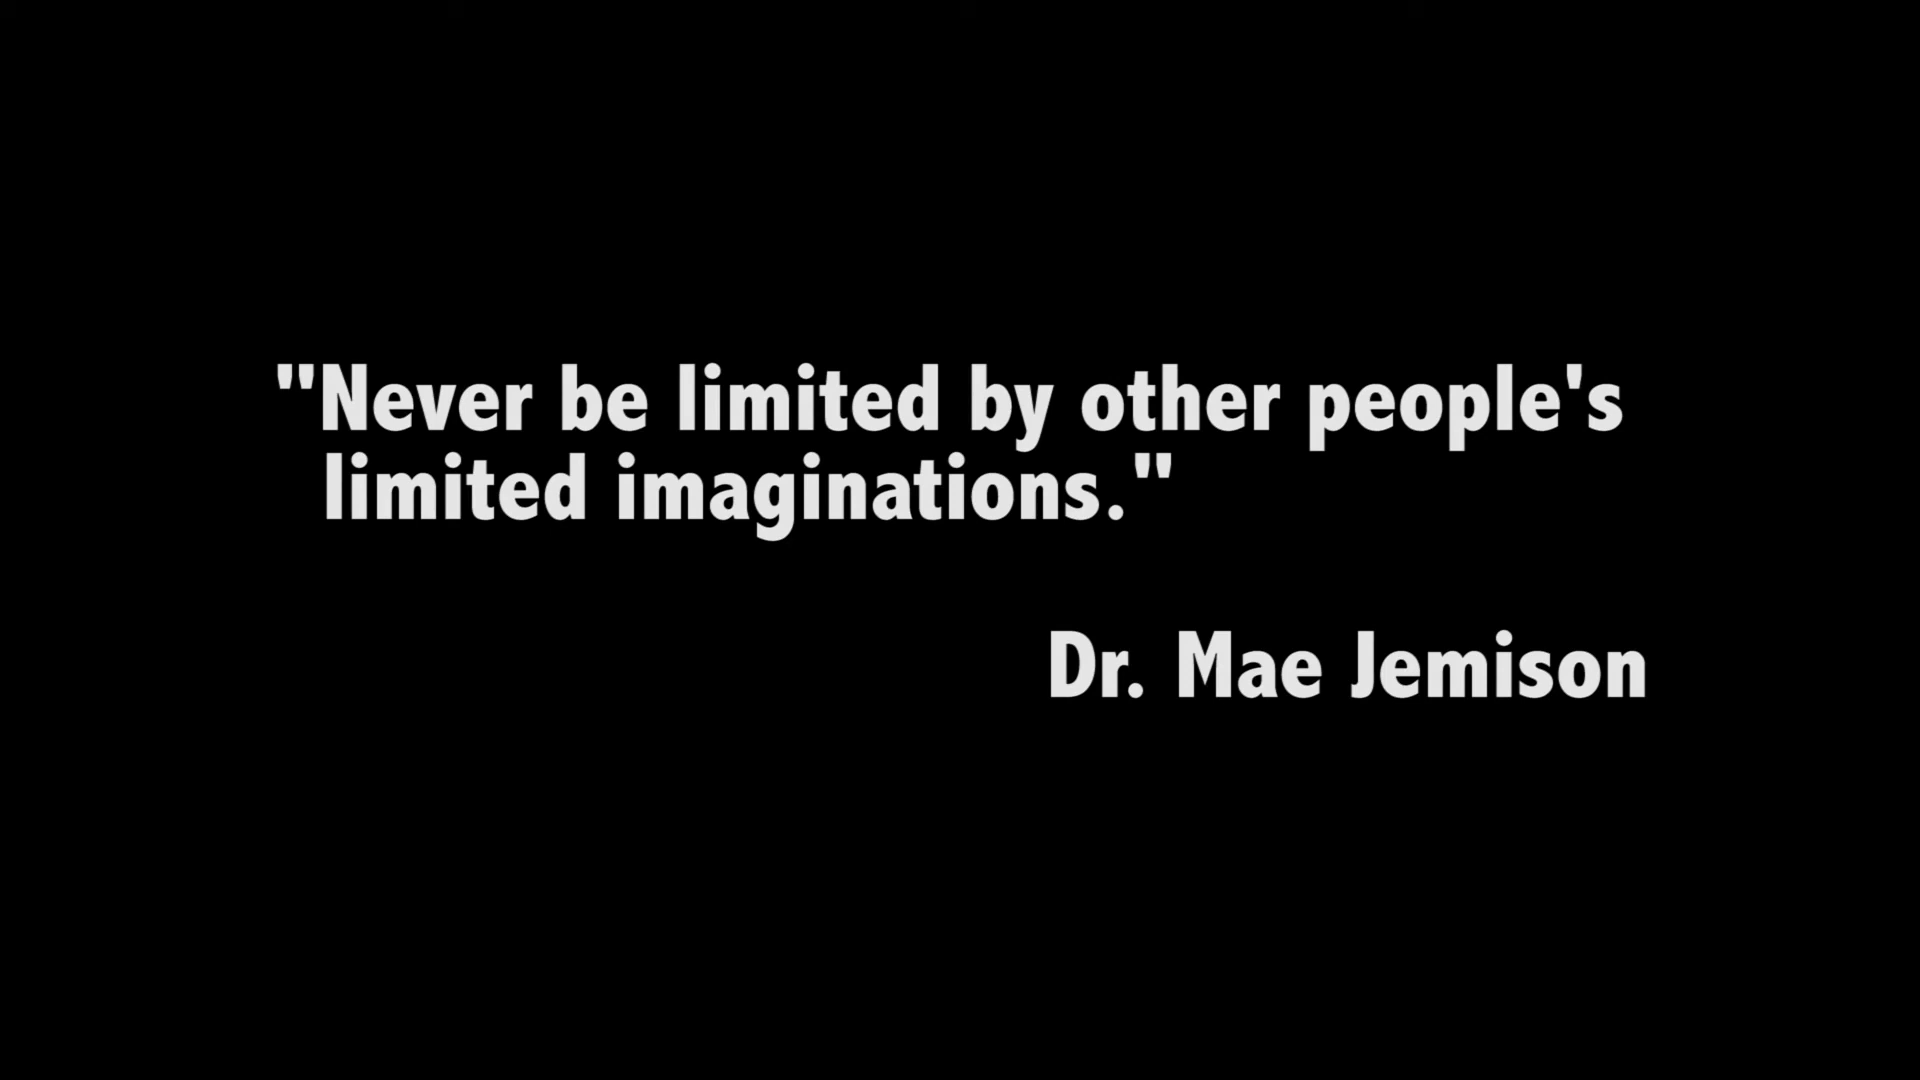 "Never be limited by other people's
limited imaginations."
Dr. Mae Jemison